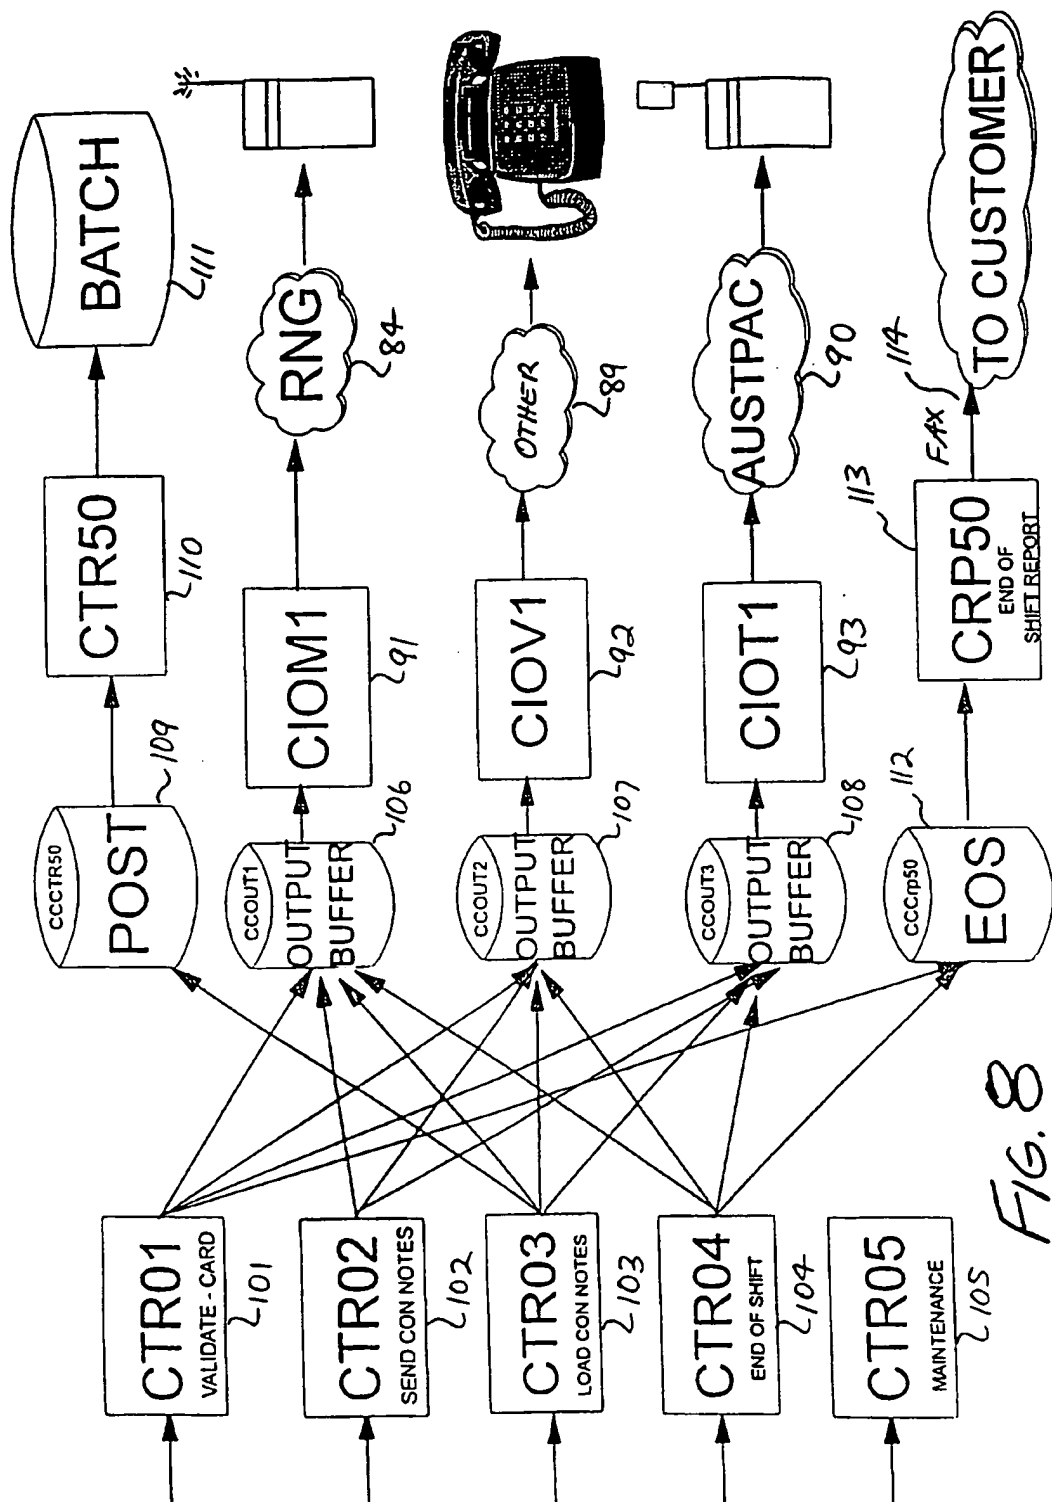 CTR01
VALIDATE - CARD
101
CTR02
SEND CON NOTES
102
CTR03
LOAD CON NOTES
103
CTR04
END OF SHIFT
104
CTR05
MAINTENANCE
105
CCCTR50
POST
109
CTR50
110
BATCH
111
CCOUT1
OUTPUT
BUFFER
106
CIOM1
91
RNG
84
CCOUT2
OUTPUT
BUFFER
107
CIOV1
92
OTHER
89
CCOUT3
OUTPUT
BUFFER
108
CIOT1
93
AUSTPAC
90
CCCrp50
EOS
112
CRP50
END OF
SHIFT REPORT
113
FAX
114
TO CUSTOMER
FIG. 8